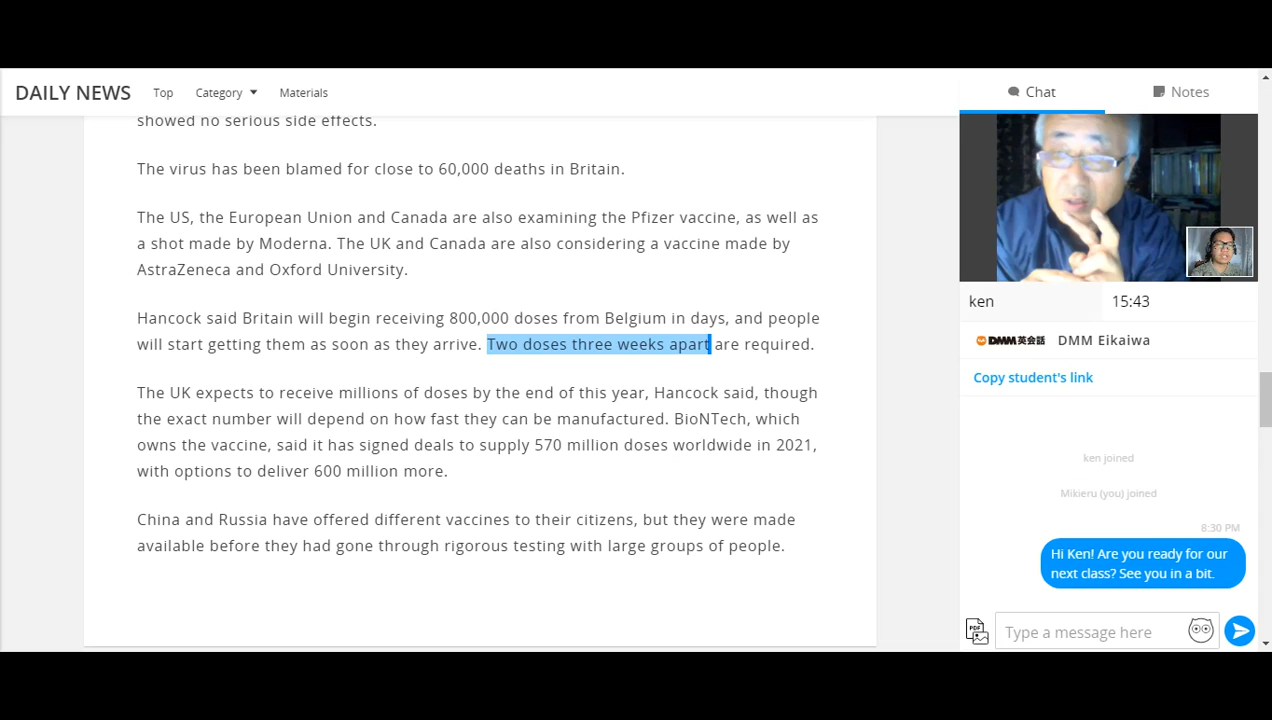 DAILY NEWS Top Category Materials
Chat Notes
showed no serious side effects.
The virus has been blamed for close to 60,000 deaths in Britain.
The US, the European Union and Canada are also examining the Pfizer vaccine, as well as
a shot made by Moderna. The UK and Canada are also considering a vaccine made by
AstraZeneca and Oxford University.
Hancock said Britain will begin receiving 800,000 doses from Belgium in days, and people
will start getting them as soon as they arrive. Two doses three weeks apart are required.
The UK expects to receive millions of doses by the end of this year, Hancock said, though
the exact number will depend on how fast they can be manufactured. BioNTech, which
owns the vaccine, said it has signed deals to supply 570 million doses worldwide in 2021,
with options to deliver 600 million more.
China and Russia have offered different vaccines to their citizens, but they were made
available before they had gone through rigorous testing with large groups of people.
ken 15:43
DMM英会話 DMM Eikaiwa
Copy student's link
ken joined
Mikieru (you) joined
8:30 PM
Hi Ken! Are you ready for our
next class? See you in a bit.
PDF
Type a message here